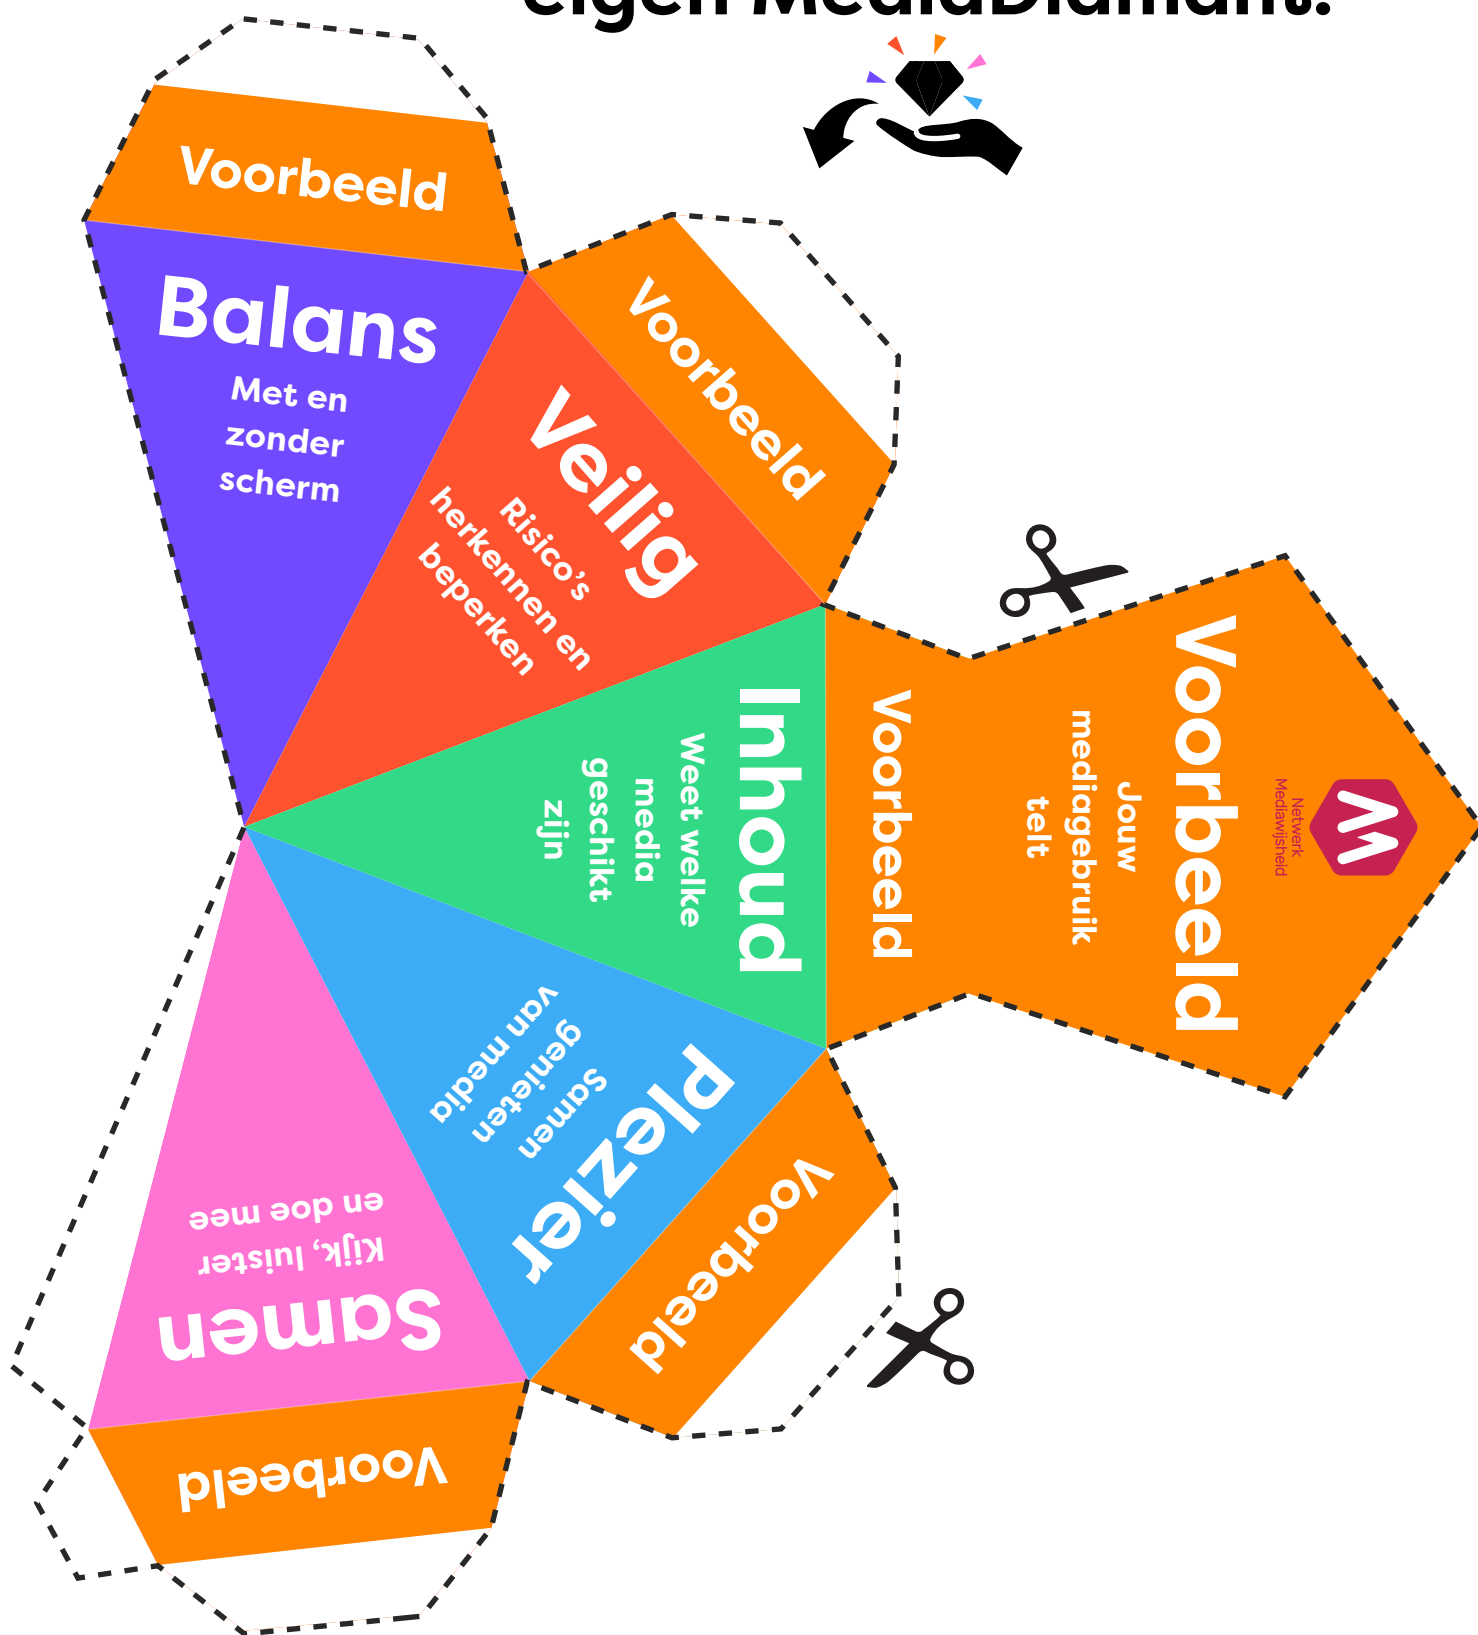 eigen MediaDiamant.
Voorbeeld
Balans
Met en
zonder
scherm
Voorbeeld
Veilig
Risico's
herkennen en
beperken
Inhoud
Weet welke
media
geschikt
zijn
Voorbeeld
Voorbeeld
Jouw
mediagebruik
telt
Netwerk
Mediawijsheid
Plezier
Samen
genieten
van media
Voorbeeld
Samen
Kijk, luister
en doe mee
Voorbeeld